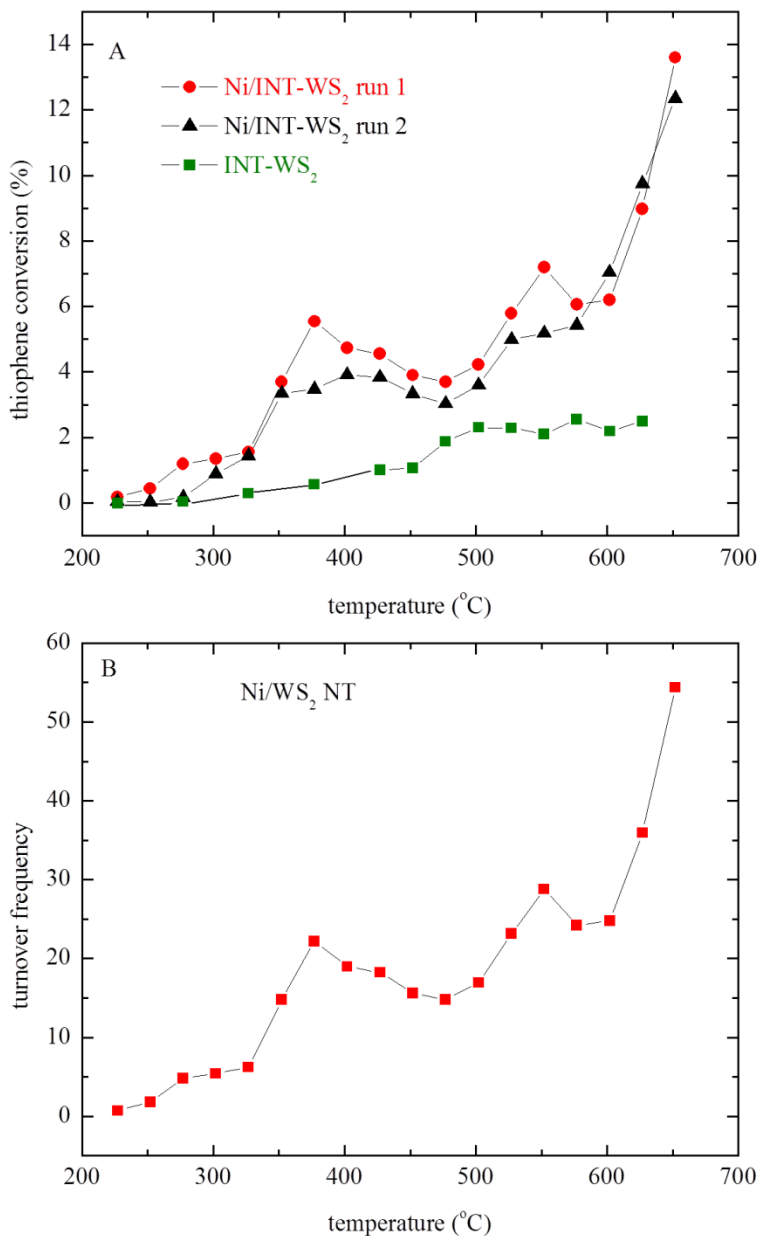 A
Ni/INT-WS₂ run 1
Ni/INT-WS₂ run 2
INT-WS₂
thiophene conversion (%)
14
12
10
8
6
4
2
0
200 300 400 500 600 700
temperature (°C)
B
Ni/WS₂ NT
turnover frequency
60
50
40
30
20
10
0
200 300 400 500 600 700
temperature (°C)